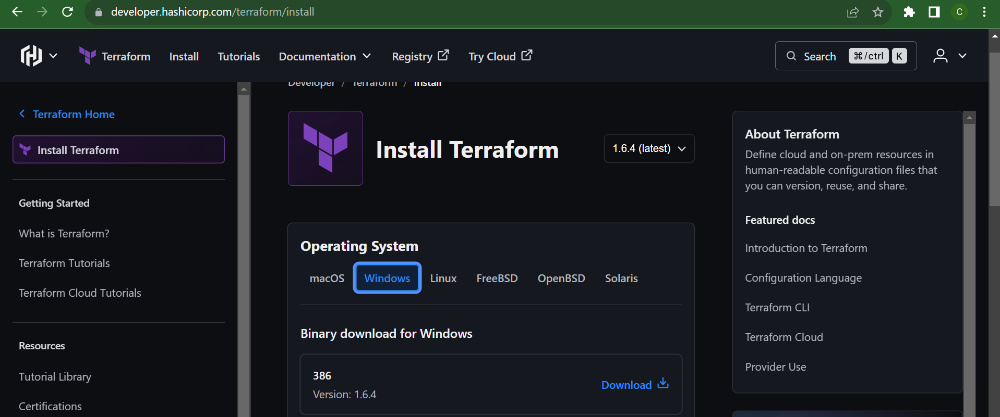 developer.hashicorp.com/terraform/install
C
Terraform
Install
Tutorials
Documentation
Registry
Try Cloud
Search
⌘/ctrl
K
Developer / Terraform / Install
Terraform Home
Install Terraform
Getting Started
What is Terraform?
Terraform Tutorials
Terraform Cloud Tutorials
Resources
Tutorial Library
Certifications
Install Terraform
1.6.4 (latest)
Operating System
macOS
Windows
Linux
FreeBSD
OpenBSD
Solaris
Binary download for Windows
386
Version: 1.6.4
Download
About Terraform
Define cloud and on-prem resources in
human-readable configuration files that
you can version, reuse, and share.
Featured docs
Introduction to Terraform
Configuration Language
Terraform CLI
Terraform Cloud
Provider Use